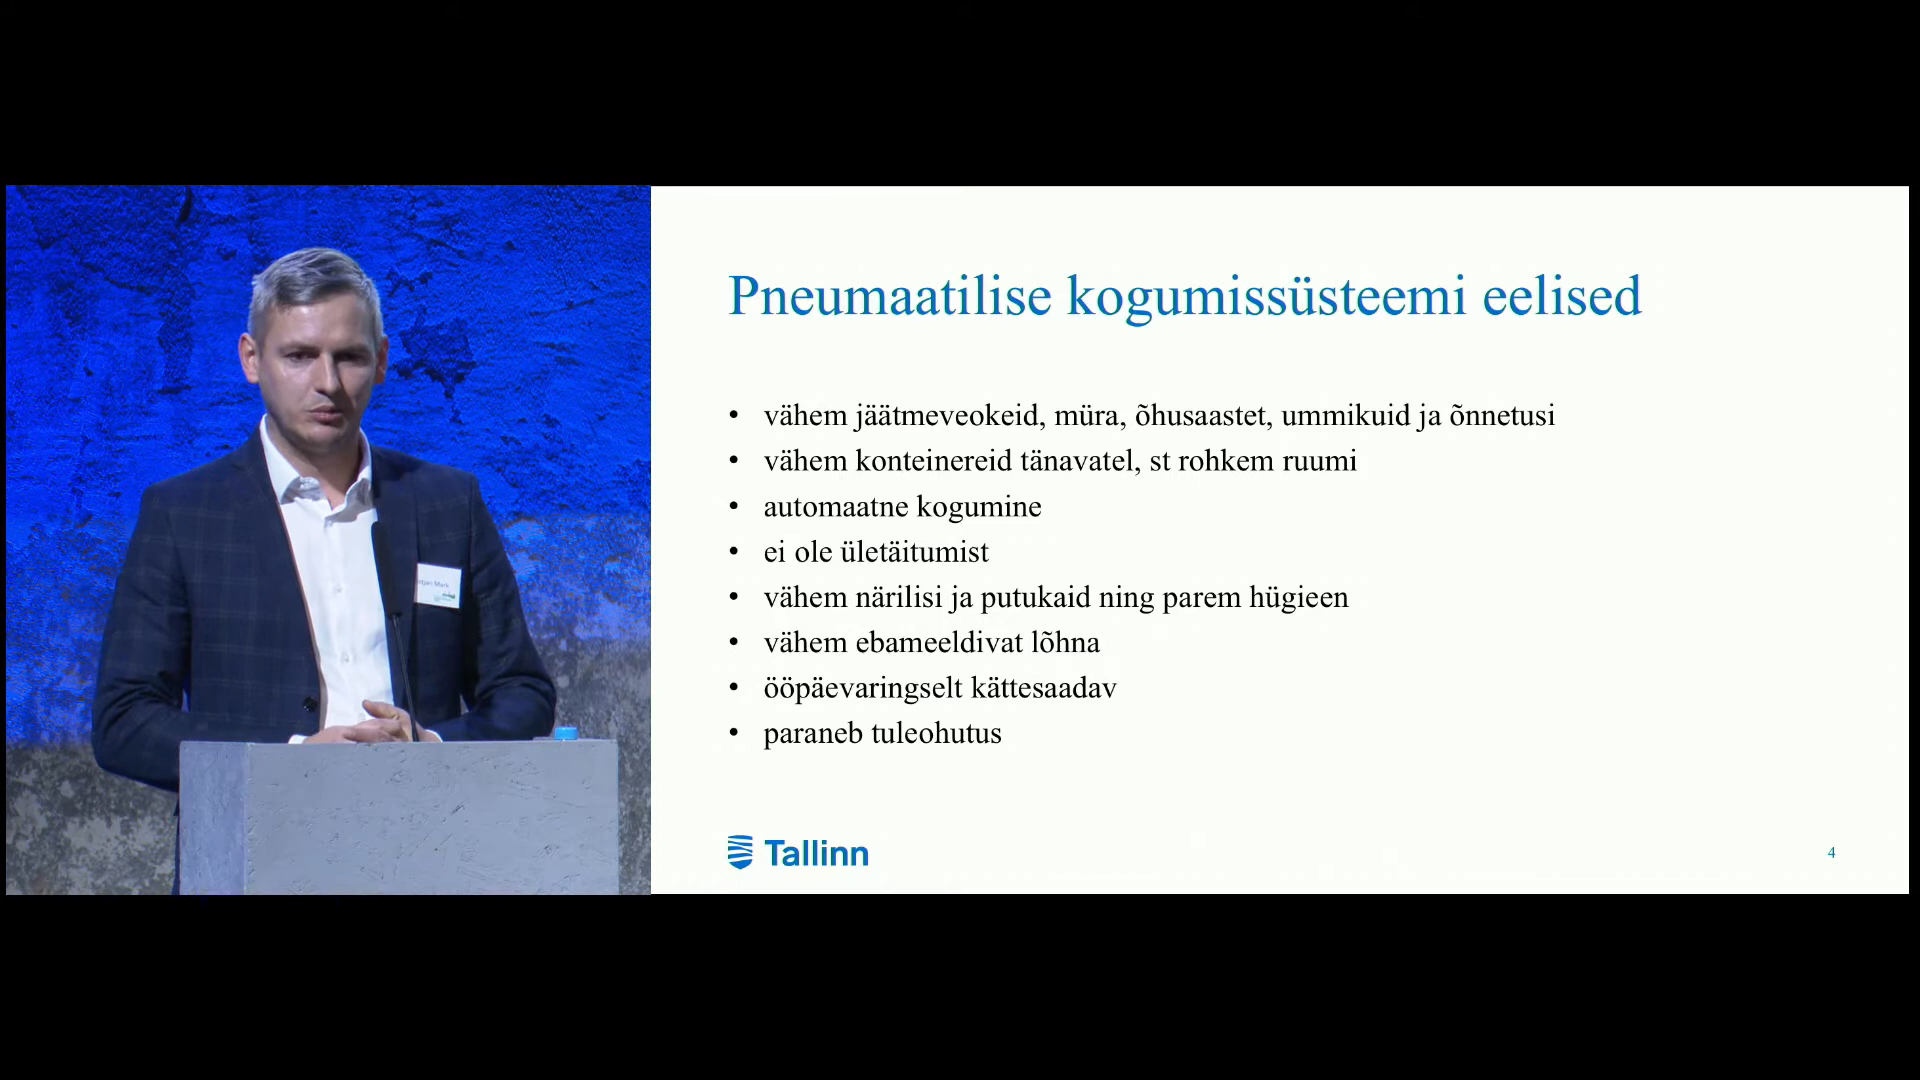 Pneumaatilise kogumissüsteemi eelised
• vähem jäätmeveokeid, müra, õhusaastet, ummikuid ja õnnetusi
• vähem konteinereid tänavatel, st rohkem ruumi
• automaatne kogumine
• ei ole ületäitumist
• vähem närilisi ja putukaid ning parem hügieen
• vähem ebameeldivat lõhna
• ööpäevaringselt kättesaadav
• paraneb tuleohutus
Tallinn
4
Mark